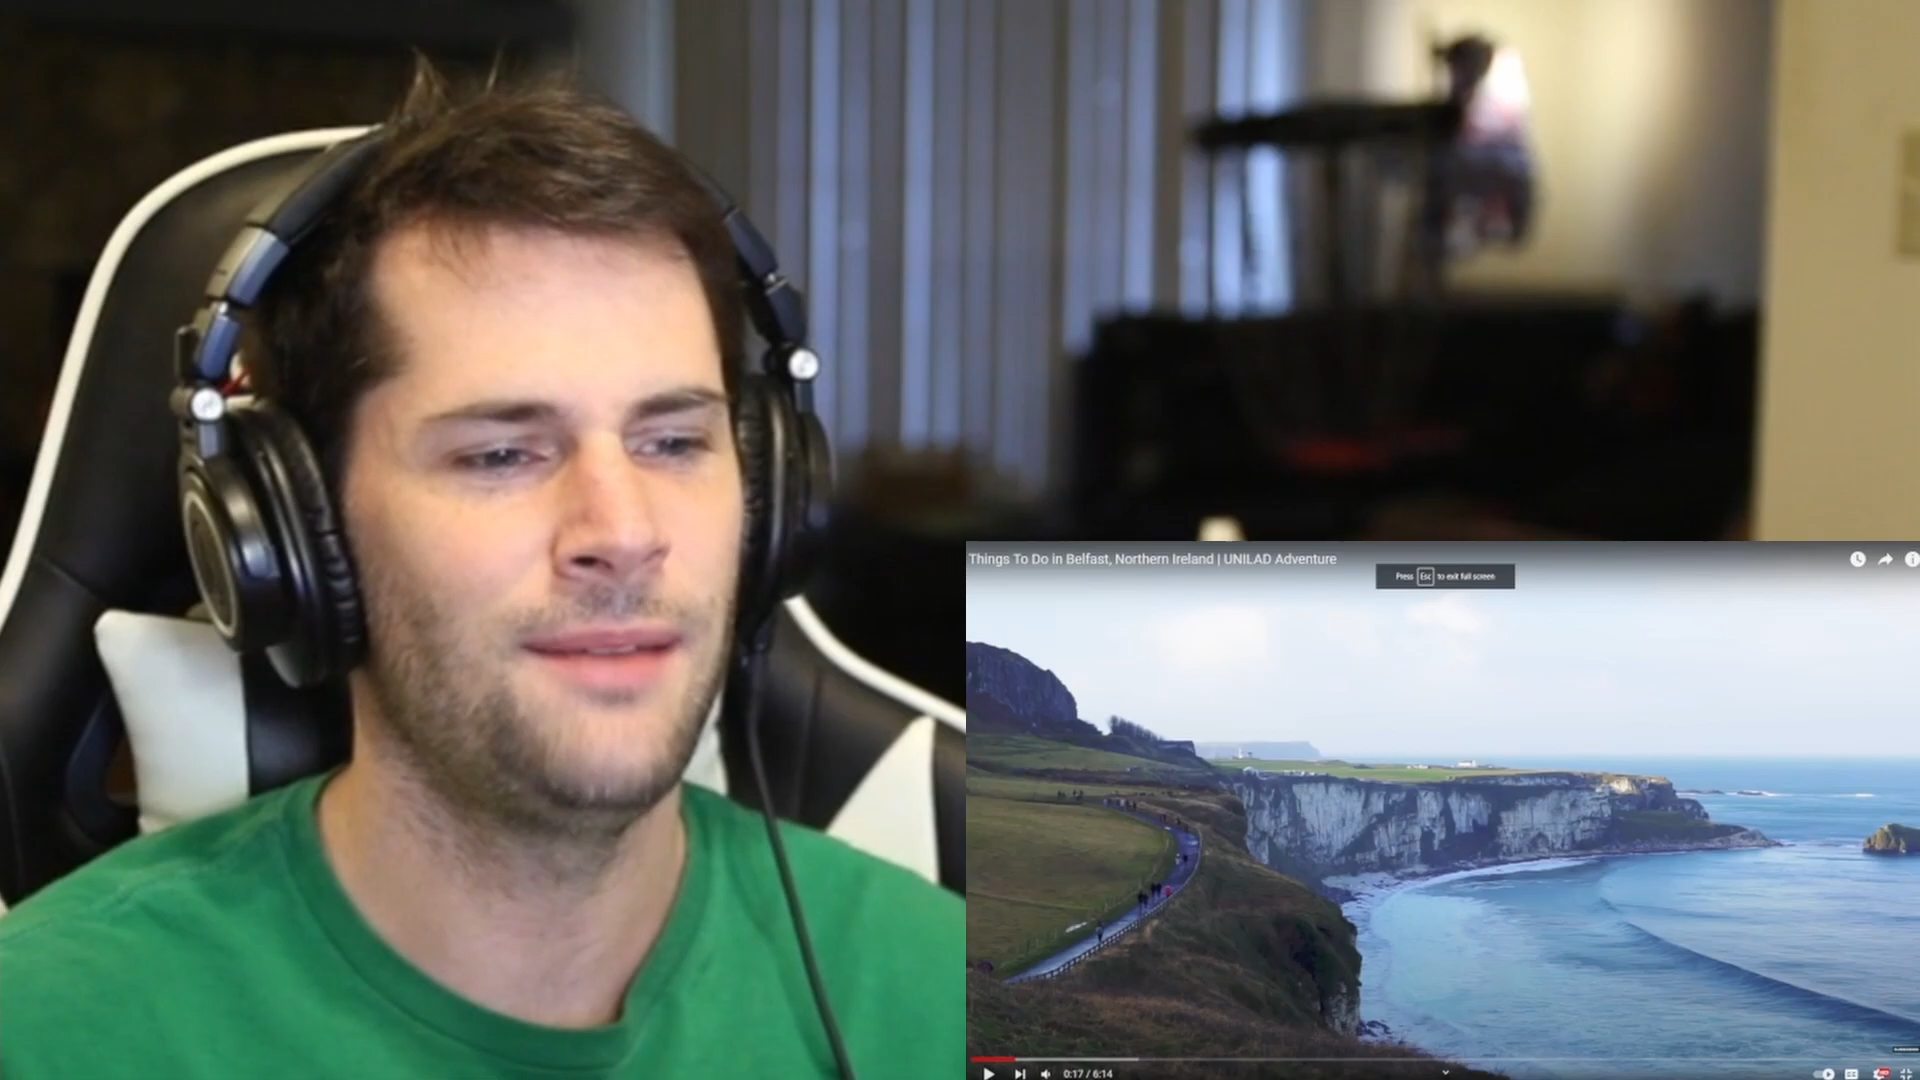 Things To Do in Belfast, Northern Ireland | UNILAD Adventure
Press Esc to exit full screen
0:17 / 6:14